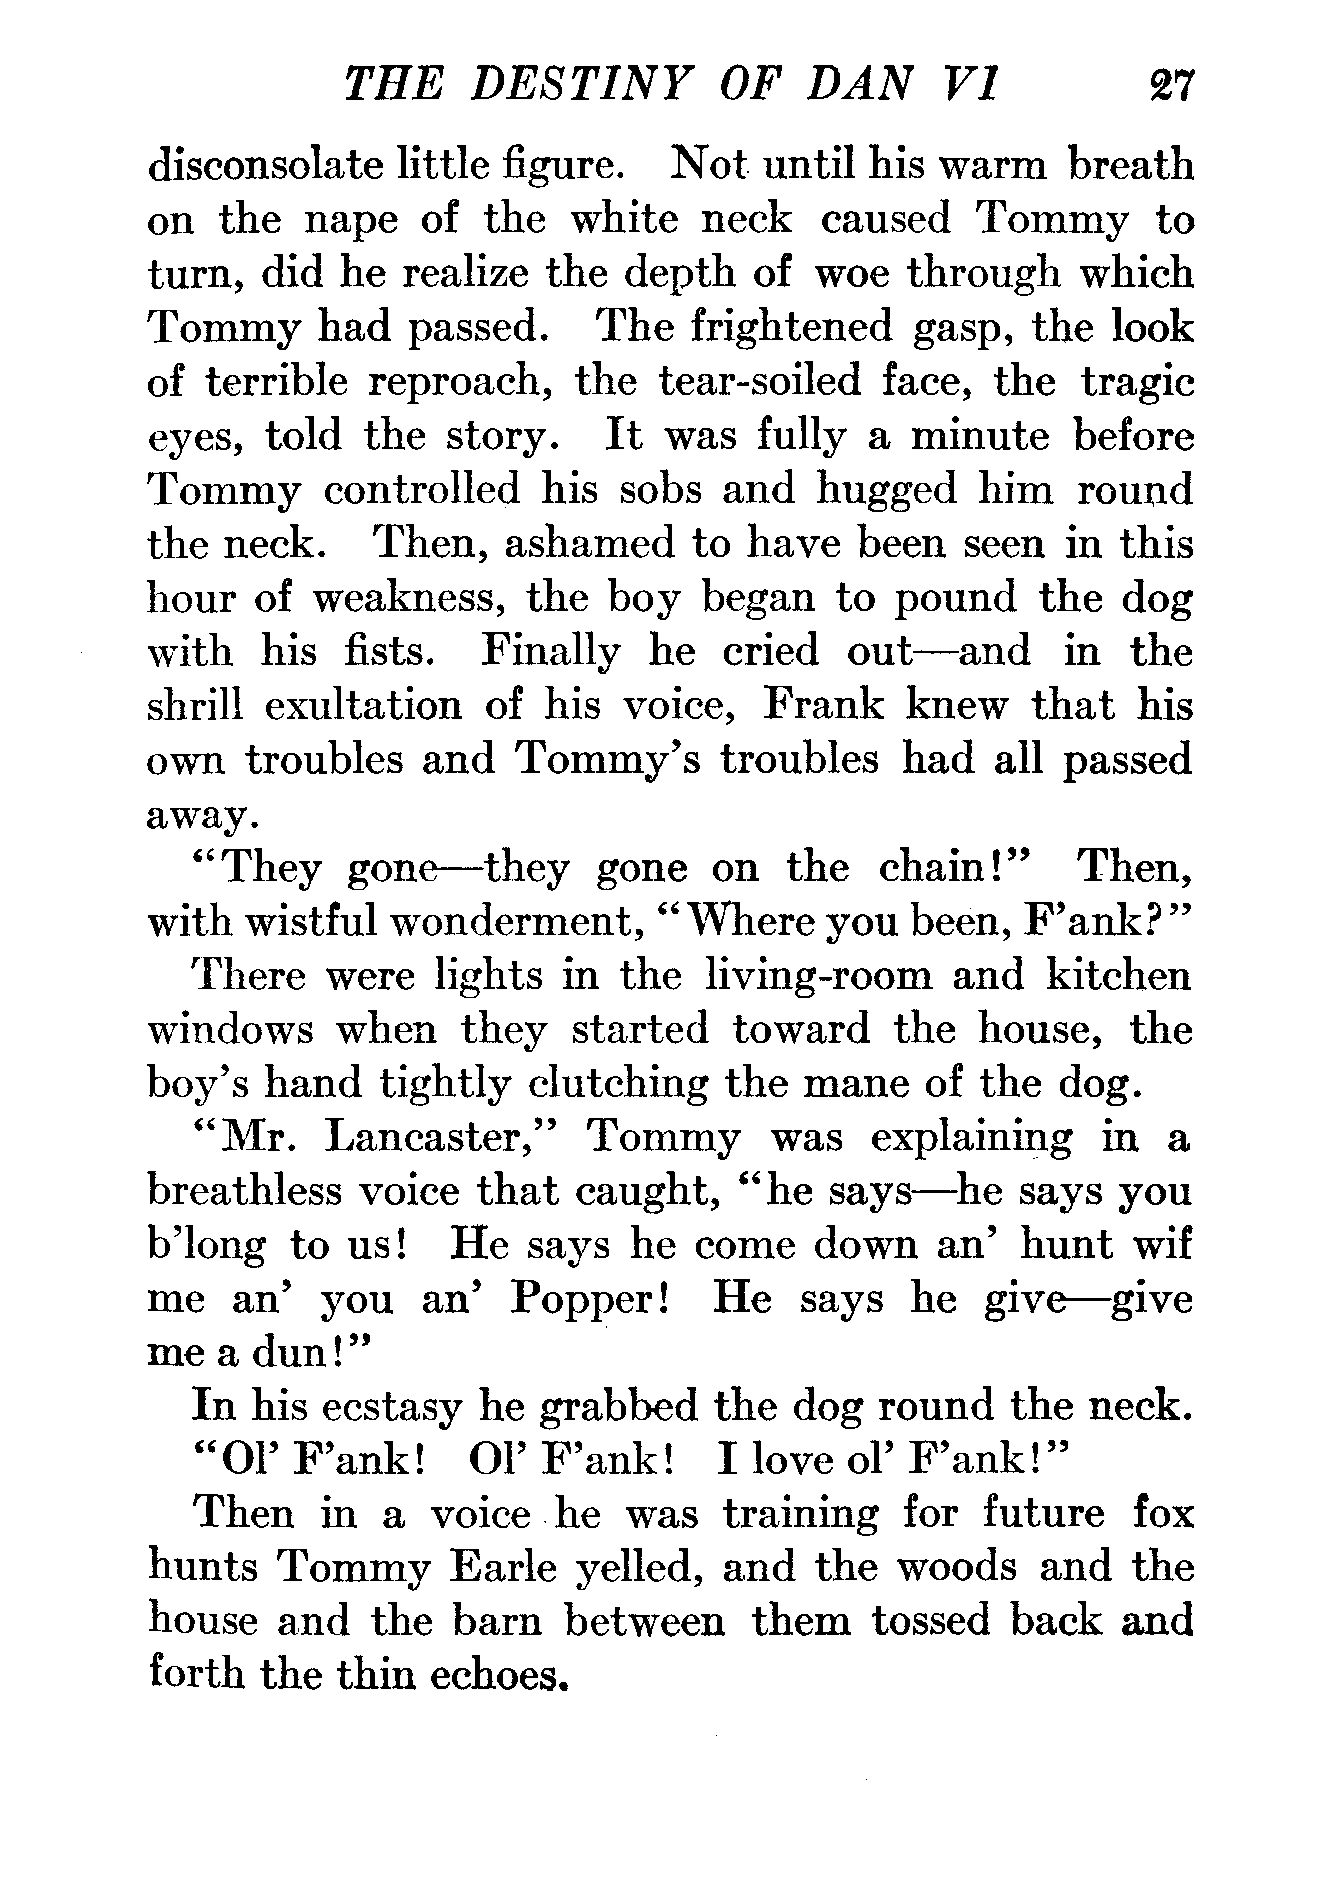 THE DESTINY OF DAN VI 27
disconsolate little figure. Not until his warm breath
on the nape of the white neck caused Tommy to
turn, did he realize the depth of woe through which
Tommy had passed. The frightened gasp, the look
of terrible reproach, the tear-soiled face, the tragic
eyes, told the story. It was fully a minute before
Tommy controlled his sobs and hugged him round
the neck. Then, ashamed to have been seen in this
hour of weakness, the boy began to pound the dog
with his fists. Finally he cried out—and in the
shrill exultation of his voice, Frank knew that his
own troubles and Tommy's troubles had all passed
away.
"They gone—they gone on the chain!" Then,
with wistful wonderment, "Where you been, F'ank?"
There were lights in the living-room and kitchen
windows when they started toward the house, the
boy's hand tightly clutching the mane of the dog.
"Mr. Lancaster," Tommy was explaining in a
breathless voice that caught, "he says—he says you
b'long to us! He says he come down an' hunt wif
me an' you an' Popper! He says he give—give
me a dun!"
In his ecstasy he grabbed the dog round the neck.
"Ol' F'ank! Ol' F'ank! I love ol' F'ank!"
Then in a voice he was training for future fox
hunts Tommy Earle yelled, and the woods and the
house and the barn between them tossed back and
forth the thin echoes.